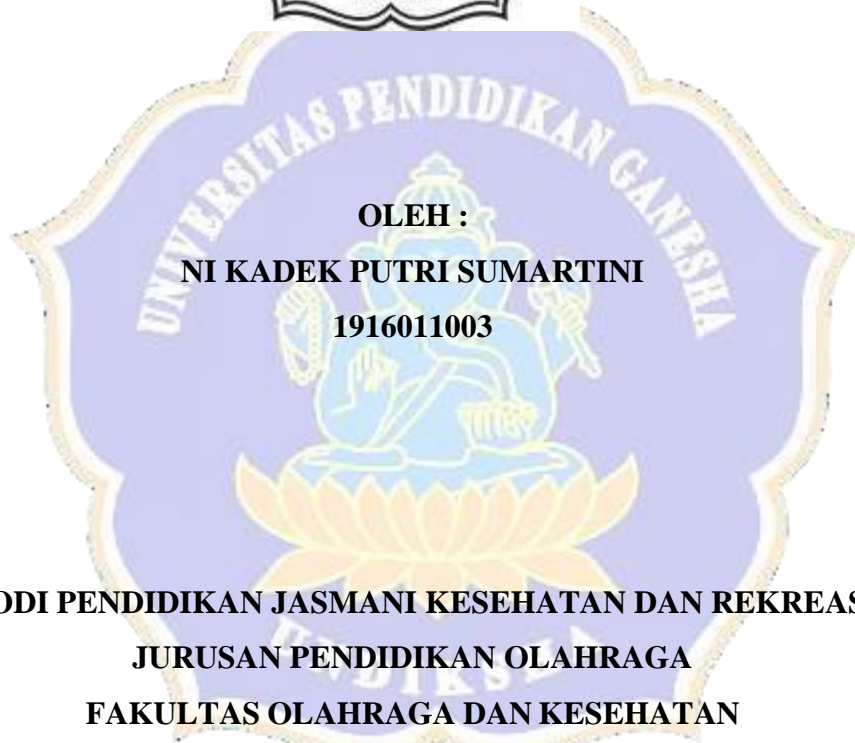 UNIVERSITAS PENDIDIKAN GANESHA
OLEH :
NI KADEK PUTRI SUMARTINI
1916011003
ODI PENDIDIKAN JASMANI KESEHATAN DAN REKREAS
JURUSAN PENDIDIKAN OLAHRAGA
UNDIKSHA
FAKULTAS OLAHRAGA DAN KESEHATAN